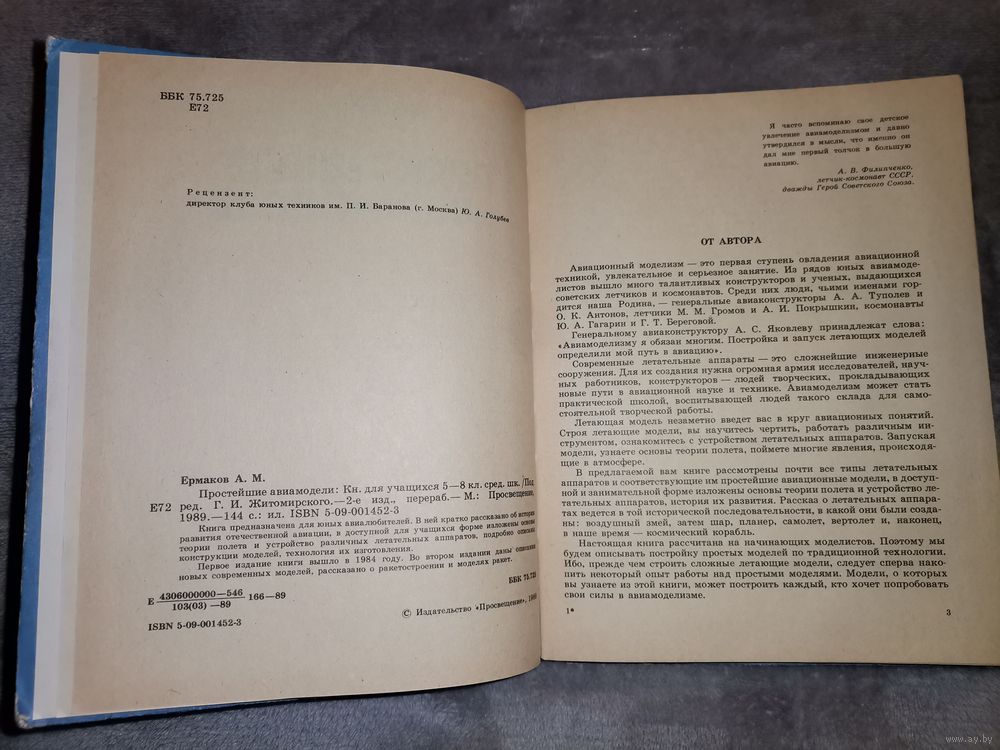 ББК 75.725
Е72
Рецензент:
директор клуба юных техников им. П. И. Баранова (г. Москва) Ю. А. Голубев
Ермаков А. М.
Е72 Простейшие авиамодели: Кн. для учащихся 5—8 кл. сред. шк. /Под
ред. Г. И. Житомирского.—2-е изд., перераб.— М.: Просвещение,
1989.—144 с.: ил. ISBN 5-09-001452-3
Книга предназначена для юных авиалюбителей. В ней кратко рассказано об истории
развития отечественной авиации, в доступной для учащихся форме изложены основы
теории полета и устройство различных летательных аппаратов, подробно описаны
конструкции моделей, технология их изготовления.
Первое издание книги вышло в 1984 году. Во втором издании даны описания
новых современных моделей, рассказано о ракетостроении и моделях ракет.
Е 4306000000—546
103(03) —89
166—89
ББК 75.725
ISBN 5-09-001452-3
© Издательство «Просвещение», 1989
Я часто вспоминаю свое детское
увлечение авиамоделизмом и давно
утвердился в мысли, что именно он
дал мне первый толчок в большую
авиацию.
А. В. Филипченко,
летчик-космонавт СССР,
дважды Герой Советского Союза.
ОТ АВТОРА
Авиационный моделизм — это первая ступень овладения авиационной
техникой, увлекательное и серьезное занятие. Из рядов юных авиамоде-
листов вышло много талантливых конструкторов и ученых, выдающихся
советских летчиков и космонавтов. Среди них люди, чьими именами гор-
дится наша Родина, — генеральные авиаконструкторы А. А. Туполев и
О. К. Антонов, летчики М. М. Громов и А. И. Покрышкин, космонавты
Ю. А. Гагарин и Г. Т. Береговой.
Генеральному авиаконструктору А. С. Яковлеву принадлежат слова:
«Авиамоделизму я обязан многим. Постройка и запуск летающих моделей
определили мой путь в авиацию».
Современные летательные аппараты — это сложнейшие инженерные
сооружения. Для их создания нужна огромная армия исследователей, науч-
ных работников, конструкторов — людей творческих, прокладывающих
новые пути в авиационной науке и технике. Авиамоделизм может стать
практической школой, воспитывающей людей такого склада для само-
стоятельной творческой работы.
Летающая модель незаметно введет вас в круг авиационных понятий.
Строя летающие модели, вы научитесь чертить, работать различным ин-
струментом, ознакомитесь с устройством летательных аппаратов. Запуская
модели, узнаете основы теории полета, поймете многие явления, происходя-
щие в атмосфере.
В предлагаемой вам книге рассмотрены почти все типы летательных
аппаратов и соответствующие им простейшие авиационные модели, в доступ-
ной и занимательной форме изложены основы теории полета и устройство ле-
тательных аппаратов, история их развития. Рассказ о летательных аппара-
тах ведется в той исторической последовательности, в какой они были созда-
ны: воздушный змей, затем шар, планер, самолет, вертолет и, наконец,
в наше время — космический корабль.
Настоящая книга рассчитана на начинающих моделистов. Поэтому мы
будем описывать постройку простых моделей по традиционной технологии.
Ибо, прежде чем строить сложные летающие модели, следует сперва нако-
пить некоторый опыт работы над простыми моделями. Модели, о которых
вы узнаете из этой книги, может построить каждый, кто хочет попробовать
свои силы в авиамоделизме.
1*
3
www.ay.by